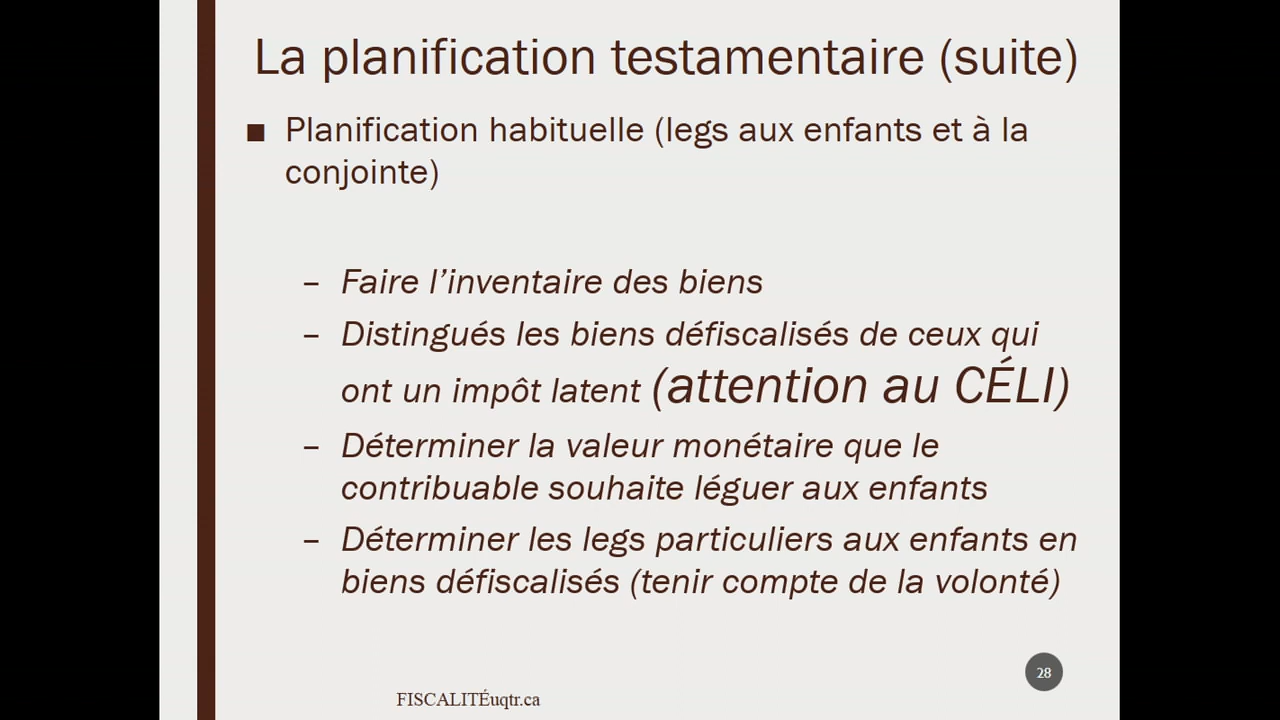 La planification testamentaire (suite)
■ Planification habituelle (legs aux enfants et à la
conjointe)
– Faire l’inventaire des biens
– Distingués les biens défiscalisés de ceux qui
ont un impôt latent (attention au CÉLI)
– Déterminer la valeur monétaire que le
contribuable souhaite léguer aux enfants
– Déterminer les legs particuliers aux enfants en
biens défiscalisés (tenir compte de la volonté)
28
FISCALITÉuqtr.ca